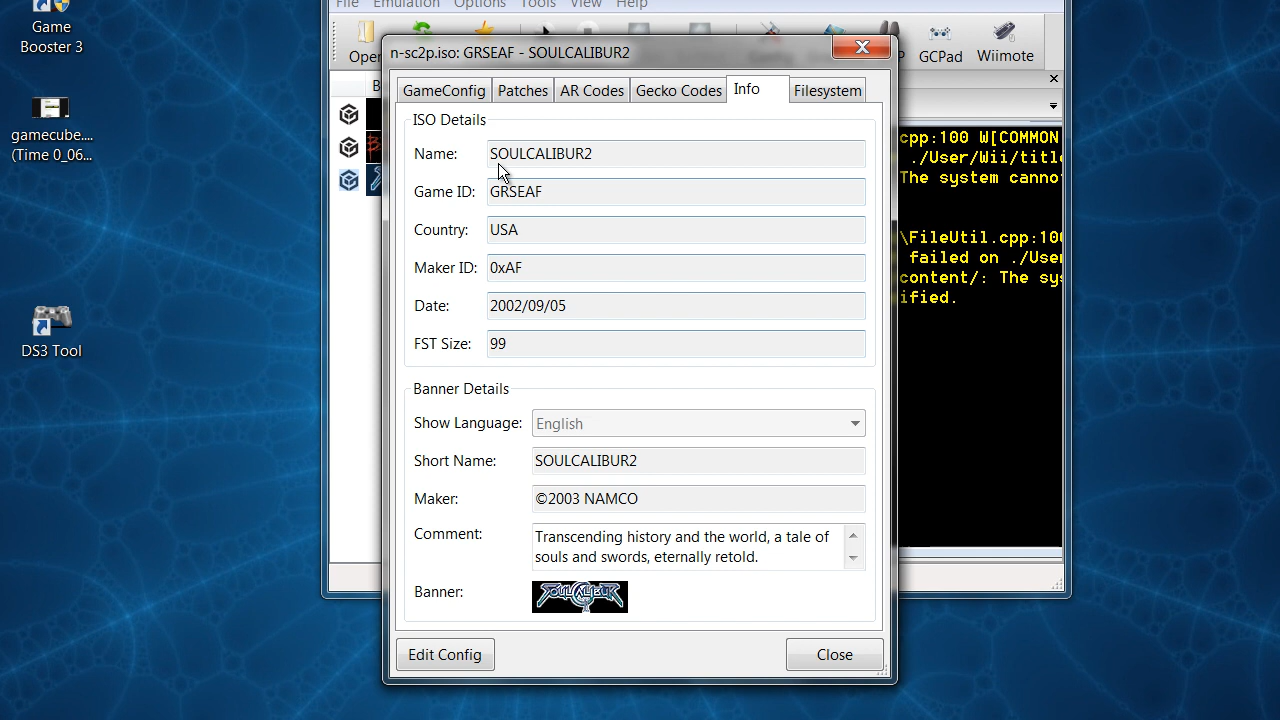 Game
Booster 3
gamecube....
(Time 0_06...
DS3 Tool
File Emulation Options Tools View Help
GCPad Wiimote
n-sc2p.iso: GRSEAF - SOULCALIBUR2
GameConfig Patches AR Codes Gecko Codes Info Filesystem
ISO Details
Name: SOULCALIBUR2
Game ID: GRSEAF
Country: USA
Maker ID: 0xAF
Date: 2002/09/05
FST Size: 99
Banner Details
Show Language: English
Short Name: SOULCALIBUR2
Maker: ©2003 NAMCO
Comment: Transcending history and the world, a tale of
souls and swords, eternally retold.
Banner: SOULCALIBUR
Edit Config Close
cpp:100 W[COMMON
./User/Wii/titl
The system canno
\FileUtil.cpp:10
failed on ./Use
content/: The sys
ified.